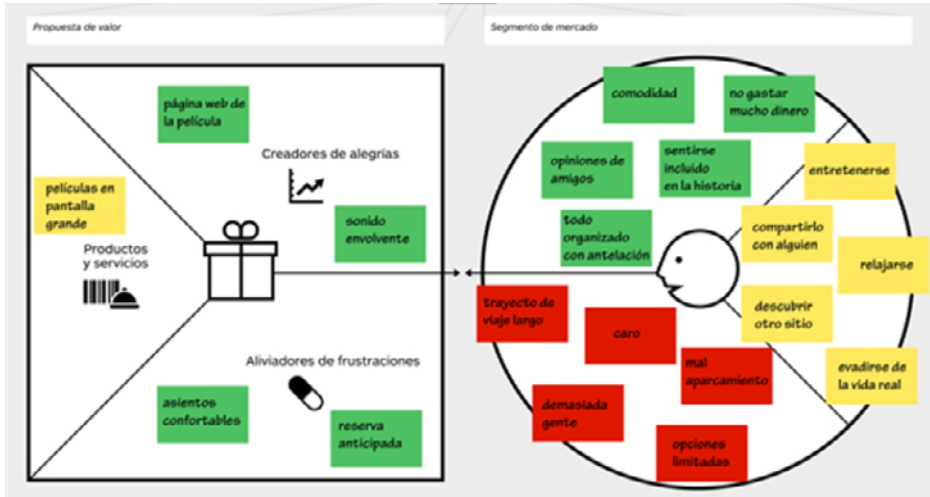 Propuesta de valor
página web de
la película
Creadores de alegrías
películas en
pantalla
grande
sonido
envolvente
Productos
y servicios
Aliviadores de frustraciones
asientos
confortables
reserva
anticipada
Segmento de mercado
comodidad
no gastar
mucho dinero
opiniones de
amigos
sentirse
incluido
en la historia
entretenerse
todo
organizado
con antelación
compartirlo
con alguien
relajarse
trayecto de
viaje largo
descubrir
otro sitio
caro
mal
aparcamiento
evadirse de
la vida real
demasiada
gente
opciones
limitadas